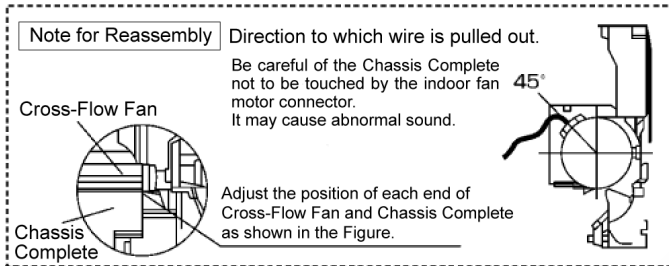 Note for Reassembly
Direction to which wire is pulled out.
Be careful of the Chassis Complete
not to be touched by the indoor fan
motor connector.
It may cause abnormal sound.
45°
Cross-Flow Fan
Adjust the position of each end of
Cross-Flow Fan and Chassis Complete
as shown in the Figure.
Chassis
Complete